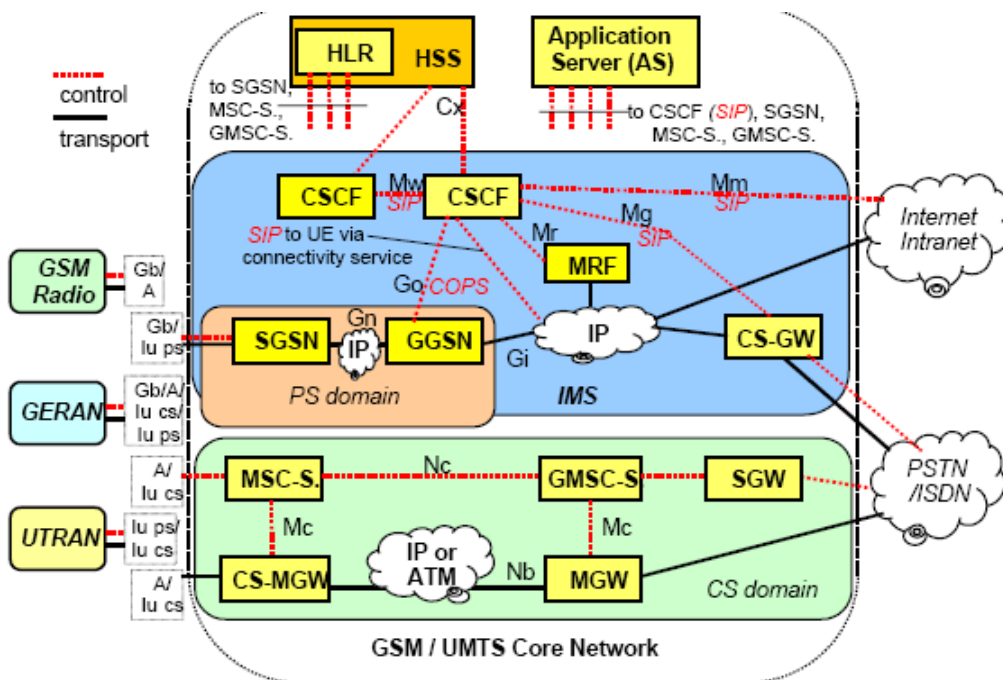 HLR
HSS
Application
Server (AS)
control
transport
to SGSN,
MSC-S.,
GMSC-S.
Cx
to CSCF (SIP), SGSN,
MSC-S., GMSC-S.
CSCF
Mw
SIP
CSCF
Mm
SIP
Mg
SIP
Internet
Intranet
SIP to UE via
connectivity service
Mr
MRF
GSM
Radio
Gb/
A
Go
COPS
Gb/
Iu ps
SGSN
Gn
IP
GGSN
Gi
IP
CS-GW
PS domain
IMS
GERAN
Gb/A/
Iu cs/
Iu ps
A/
Iu cs
MSC-S.
Nc
GMSC-S
SGW
PSTN
/ISDN
UTRAN
Iu ps/
Iu cs
Mc
Mc
A/
Iu cs
CS-MGW
IP or
ATM
Nb
MGW
CS domain
GSM / UMTS Core Network